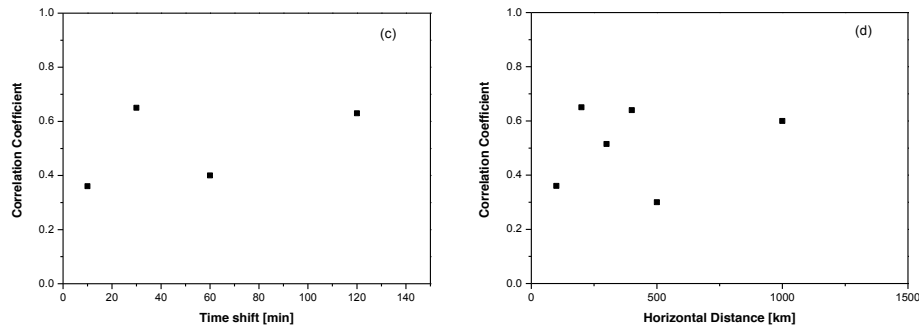 1.0
(c)
0.8
0.6
0.4
0.2
0.0
0 20 40 60 80 100 120 140
Time shift [min]
Correlation Coefficient
1.0
(d)
0.8
0.6
0.4
0.2
0.0
0 500 1000 1500
Horizontal Distance [km]
Correlation Coefficient